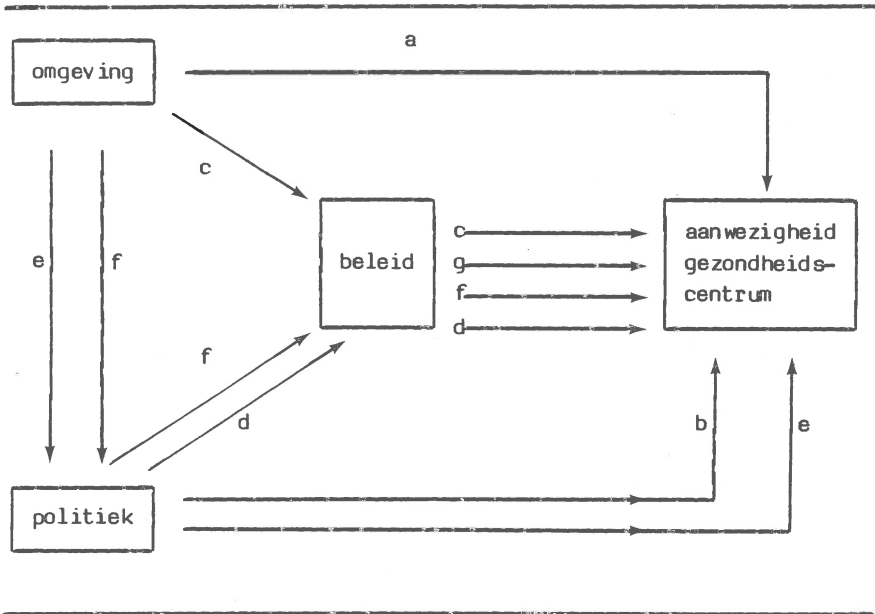 a
omgeving
c
e
f
beleid
c
g
f
d
aanwezigheid
gezondheids-
centrum
f
d
b
e
politiek